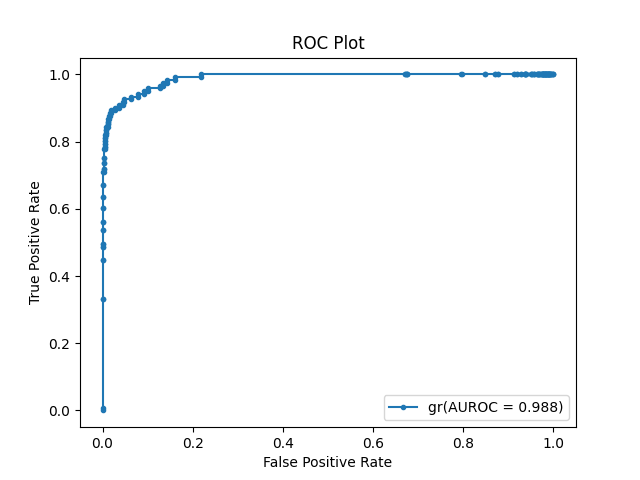 ROC Plot
True Positive Rate
1.0
0.8
0.6
0.4
0.2
0.0
gr(AUROC = 0.988)
0.0 0.2 0.4 0.6 0.8 1.0
False Positive Rate